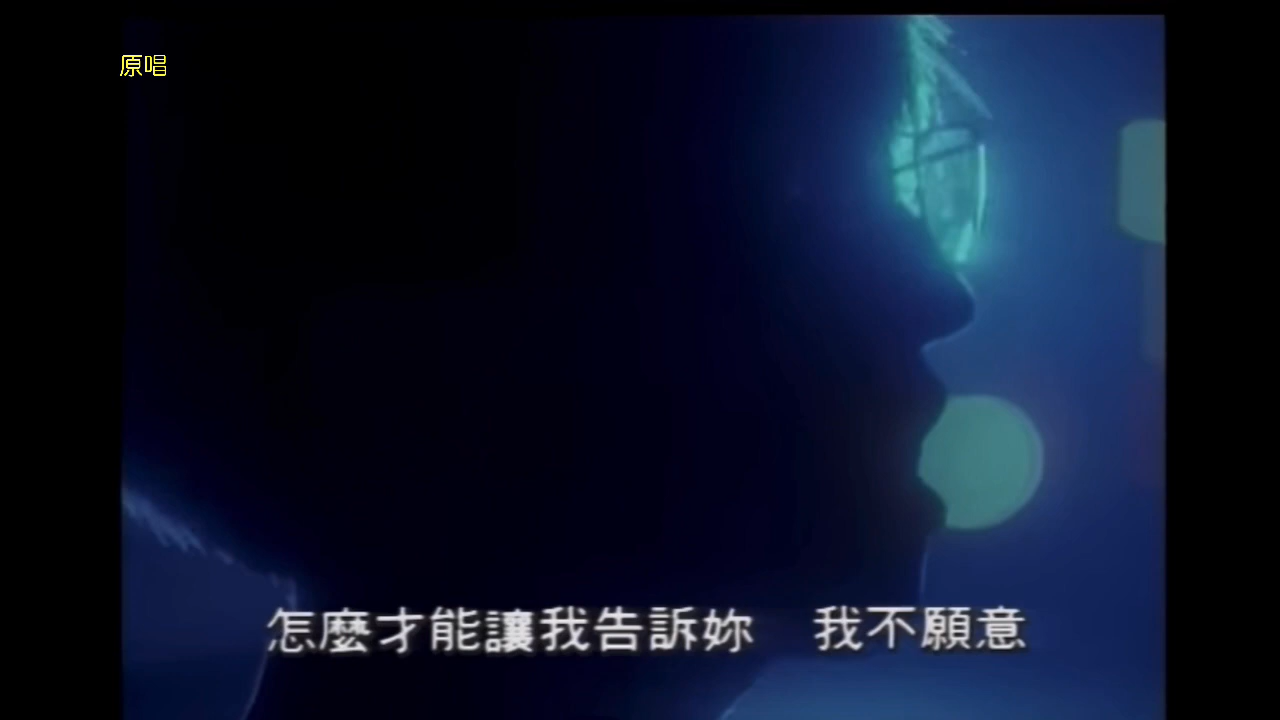 原唱
怎麼才能讓我告訴妳　我不願意